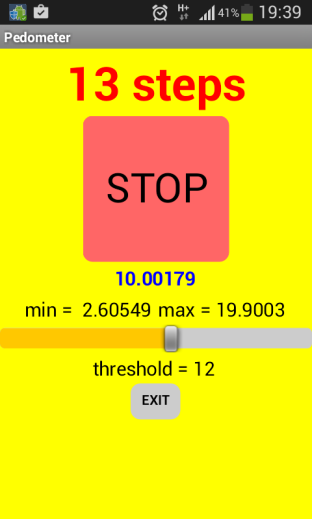 H+ 41% 19:39
Pedometer
13 steps
STOP
10.00179
min = 2.60549 max = 19.9003
threshold = 12
EXIT